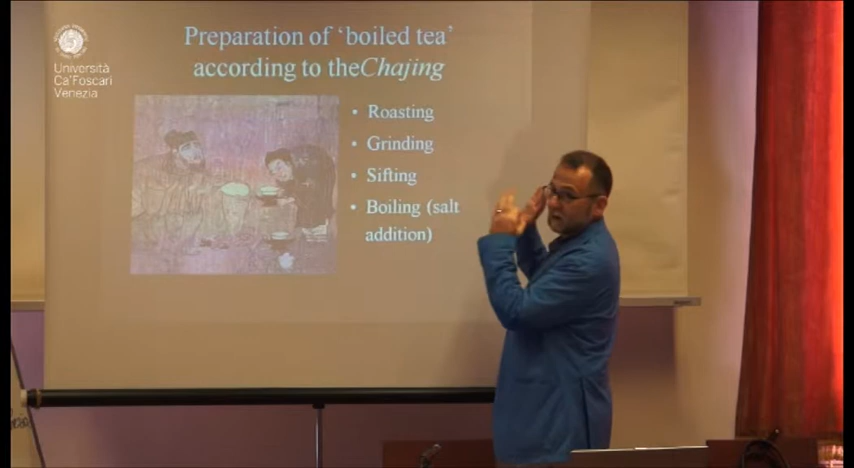 Università
Ca'Foscari
Venezia
Preparation of ‘boiled tea’
according to theChajing
• Roasting
• Grinding
• Sifting
• Boiling (salt
addition)